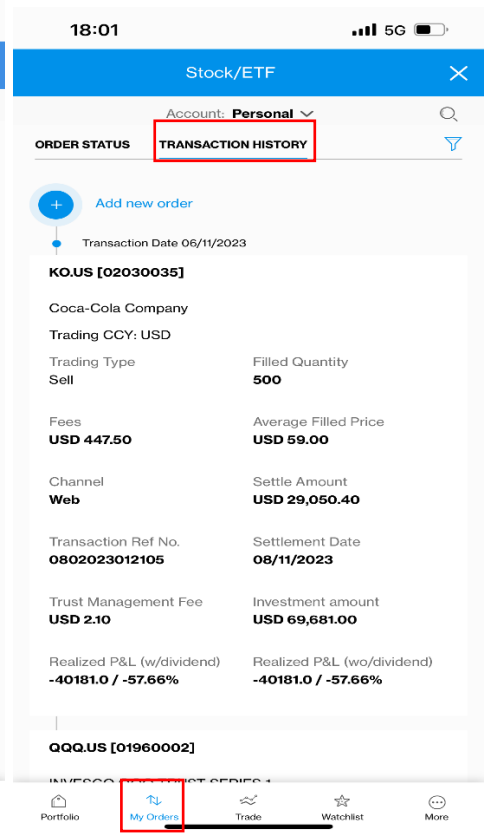 18:01
5G
Stock/ETF
Account: Personal
ORDER STATUS TRANSACTION HISTORY
Add new order
Transaction Date 06/11/2023
KO.US [02030035]
Coca-Cola Company
Trading CCY: USD
Trading Type Filled Quantity
Sell 500
Fees Average Filled Price
USD 447.50 USD 59.00
Channel Settle Amount
Web USD 29,050.40
Transaction Ref No. Settlement Date
0802023012105 08/11/2023
Trust Management Fee Investment amount
USD 2.10 USD 69,681.00
Realized P&L (w/dividend) Realized P&L (wo/dividend)
-40181.0 / -57.66% -40181.0 / -57.66%
QQQ.US [01960002]
INVESCO QQQ TRUST SERIES 1
Portfolio My Orders Trade Watchlist More